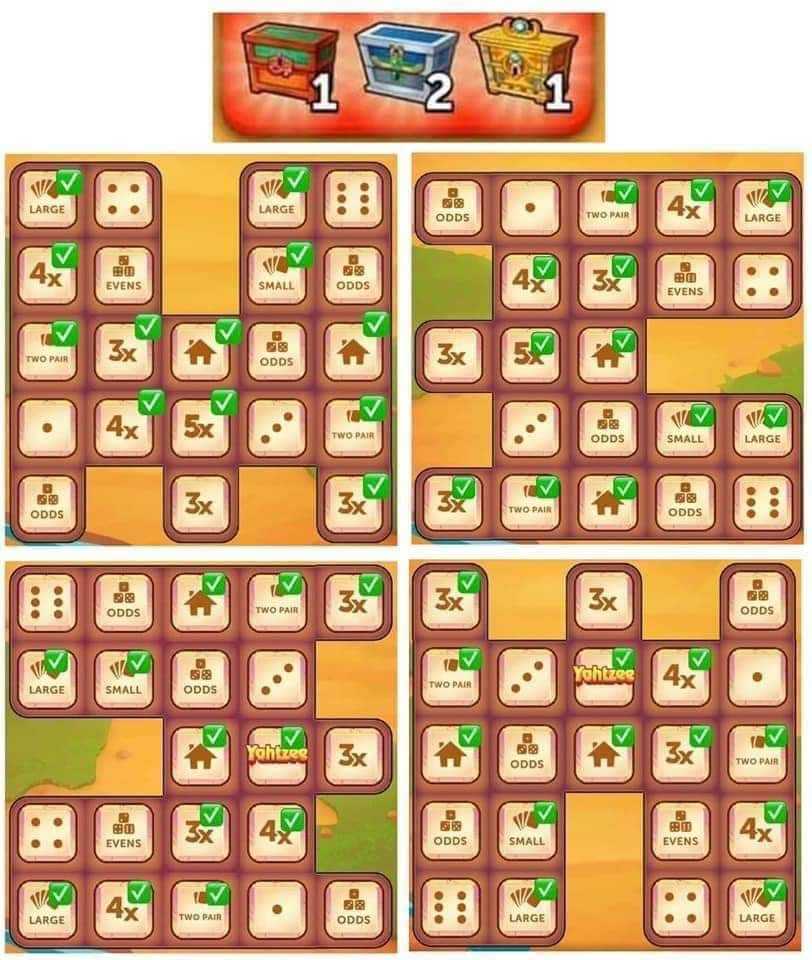 1 2 1
LARGE LARGE
4x EVENS SMALL ODDS
TWO PAIR 3x ODDS
4x 5x TWO PAIR
ODDS 3x 3x
ODDS TWO PAIR 4x LARGE
4x 3x EVENS
3x 5x
ODDS SMALL LARGE
3x TWO PAIR ODDS
ODDS TWO PAIR 3x
LARGE SMALL ODDS
Yahtzee 3x
EVENS 3x 4x
LARGE 4x TWO PAIR ODDS
3x 3x ODDS
TWO PAIR Yahtzee 4x
ODDS 3x TWO PAIR
ODDS SMALL EVENS 4x
LARGE LARGE